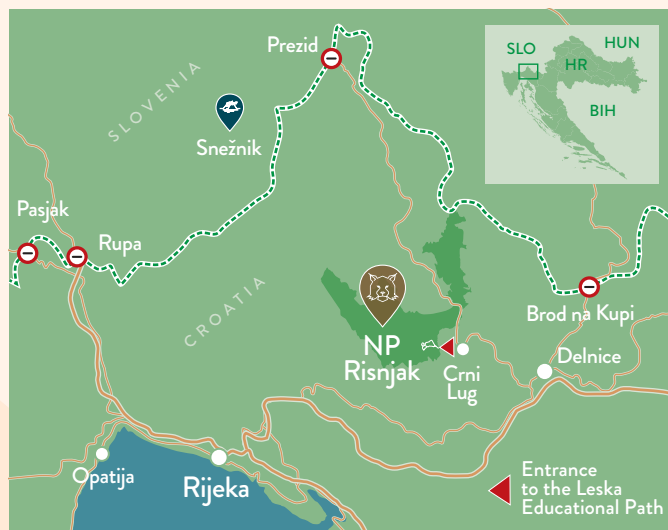 Prezid
SLO
HUN
HR
BIH
SLOVENIA
Snežnik
Pasjak
Rupa
CROATIA
NP
Risnjak
Brod na Kupi
Crni
Lug
Delnice
Opatija
Rijeka
Entrance
to the Leska
Educational Path